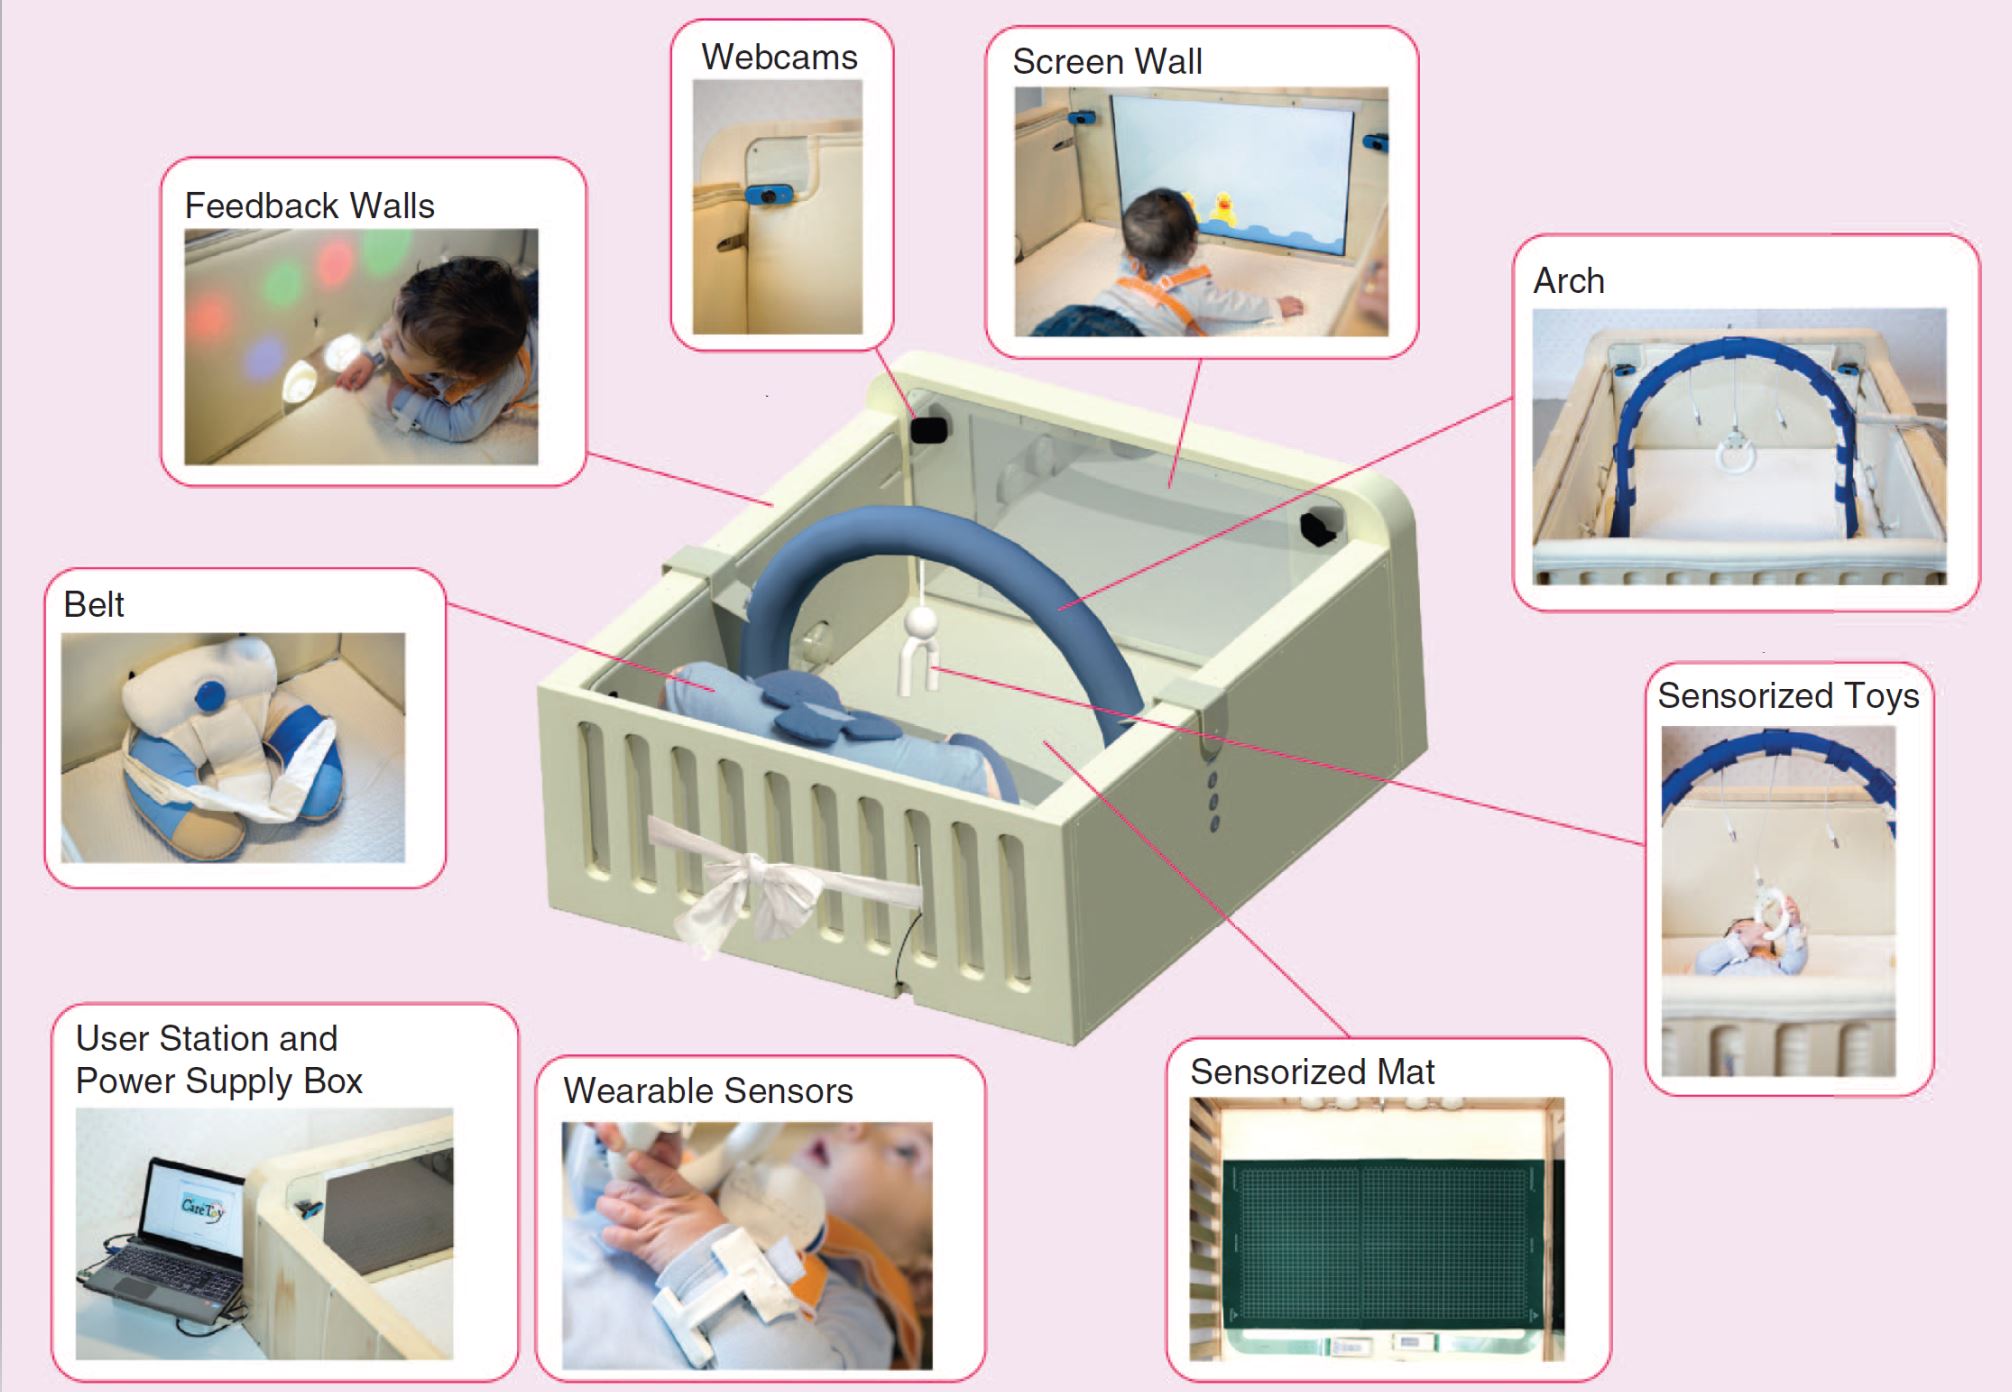 Webcams
Screen Wall
Feedback Walls
Arch
Belt
Sensorized Toys
User Station and
Power Supply Box
CareToy
Wearable Sensors
Sensorized Mat